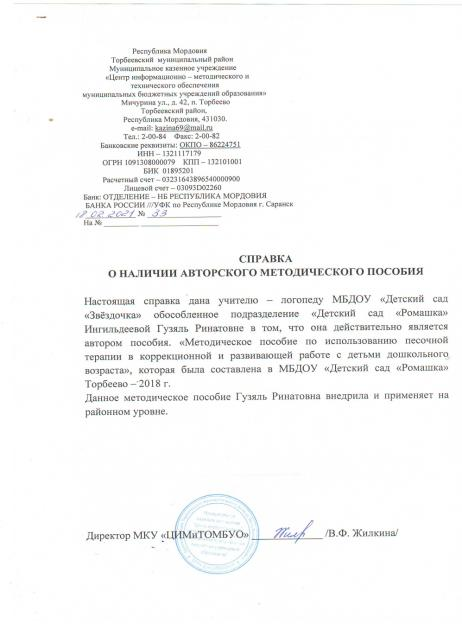 Республика Мордовия
Торбеевский муниципальный район
Муниципальное казенное учреждение
«Центр информационно – методического и
технического обеспечения
муниципальных бюджетных учреждений образования»
Мичурина ул., д. 42, п. Торбеево
Торбеевский район,
Республика Мордовия, 431030.
e-mail: kazina69@mail.ru
Тел.: 2-00-84 Факс: 2-00-82
Банковские реквизиты: ОКПО – 86224751
ИНН – 1321117179
ОГРН 1091308000079 КПП – 132101001
БИК 01895201
Расчетный счет – 03231643896540000900
Лицевой счет – 03093D02260
Банк: ОТДЕЛЕНИЕ – НБ РЕСПУБЛИКА МОРДОВИЯ
БАНКА РОССИИ //УФК по Республике Мордовия г. Саранск
18.02.2021 № 33
На №
СПРАВКА
О НАЛИЧИИ АВТОРСКОГО МЕТОДИЧЕСКОГО ПОСОБИЯ
Настоящая справка дана учителю – логопеду МБДОУ «Детский сад
«Звёздочка» обособленное подразделение «Детский сад «Ромашка»
Ингильдеевой Гузяль Ринатовне в том, что она действительно является
автором пособия. «Методическое пособие по использованию песочной
терапии в коррекционной и развивающей работе с детьми дошкольного
возраста», которая была составлена в МБДОУ «Детский сад «Ромашка»
Торбеево – 2018 г.
Данное методическое пособие Гузяль Ринатовна внедрила и применяет на
районном уровне.
Директор МКУ «ЦИМиТОМБУО» /В.Ф. Жилкина/